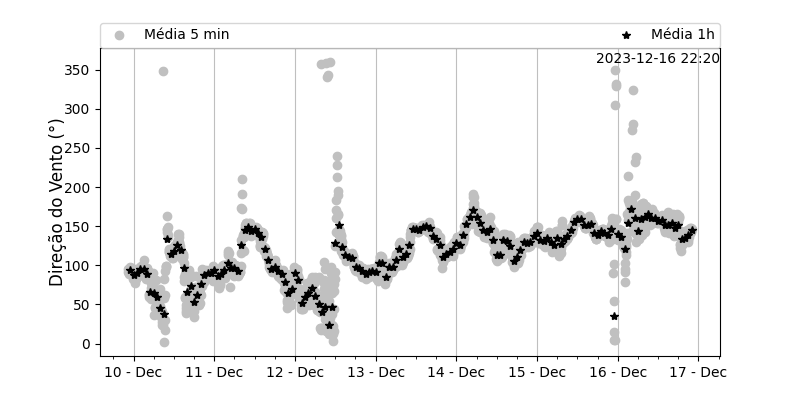 Média 5 min
Média 1h
2023-12-16 22:20
Direção do Vento (°)
350
300
250
200
150
100
50
0
10 - Dec
11 - Dec
12 - Dec
13 - Dec
14 - Dec
15 - Dec
16 - Dec
17 - Dec